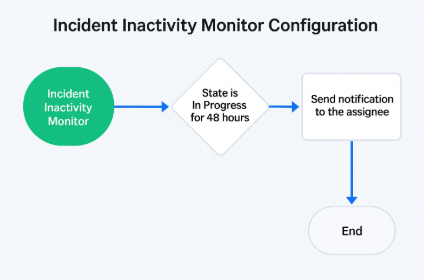 Incident Inactivity Monitor Configuration
Incident
Inactivity
Monitor
State is
In Progress
for 48 hours
Send notification
to the assignee
End